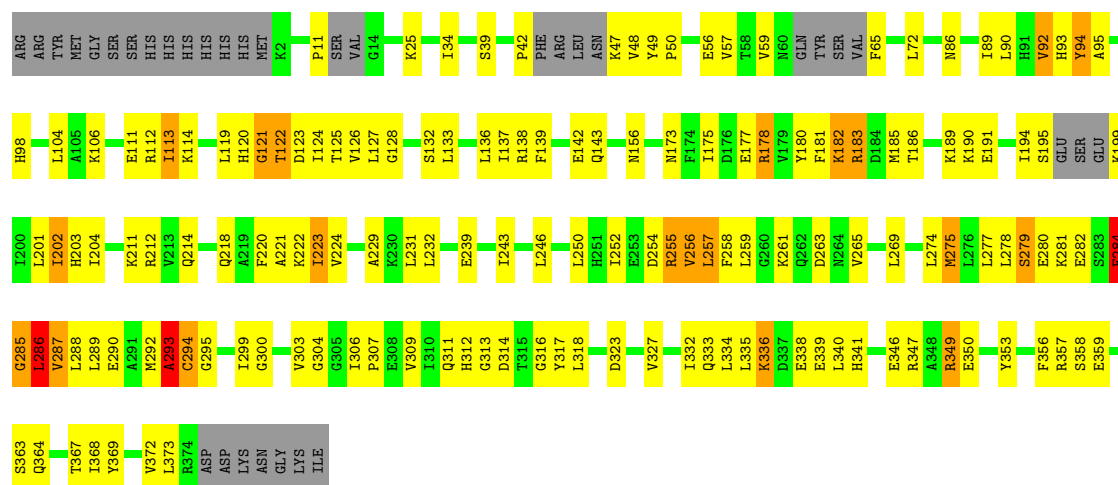 ARG ARG TYR MET GLY SER SER HIS HIS HIS HIS HIS HIS MET K2 P11 SER VAL G14 K25 I34 S39 P42 PHE ARG LEU ASN K47 V48 Y49 P50 E56 V57 T58 V59 N60 GLN TYR SER VAL F65 L72 N86 I89 L90 H91 V92 H93 Y94 A95
H98 L104 A105 K106 E111 R112 I113 K114 L119 H120 G121 T122 D123 I124 T125 V126 L127 G128 S132 L133 L136 I137 R138 F139 E142 Q143 N156 N173 F174 I175 D176 E177 R178 V179 Y180 F181 K182 R183 D184 M185 T186 K189 K190 E191 I194 S195 GLU SER GLU K199
I200 L201 I202 H203 I204 K211 R212 V213 Q214 Q218 A219 F220 A221 K222 I223 V224 A229 K230 L231 L232 E239 I243 L246 L250 H251 I252 E253 D254 R255 V256 L257 F258 L259 G260 K261 Q262 D263 N264 V265 L269 L274 M275 L276 L277 L278 S279 E280 K281 E282 S283 E284
G285 L286 V287 L288 L289 E290 A291 M292 A293 C294 G295 I299 G300 V303 G304 G305 I306 P307 E308 V309 I310 Q311 H312 G313 D314 T315 G316 Y317 L318 D323 V327 I332 Q333 L334 L335 K336 D337 E338 E339 L340 H341 E346 R347 A348 R349 E350 Y353 F356 R357 S358 E359
S363 Q364 T367 I368 Y369 V372 L373 R374 ASP ASP LYS ASN GLY LYS ILE